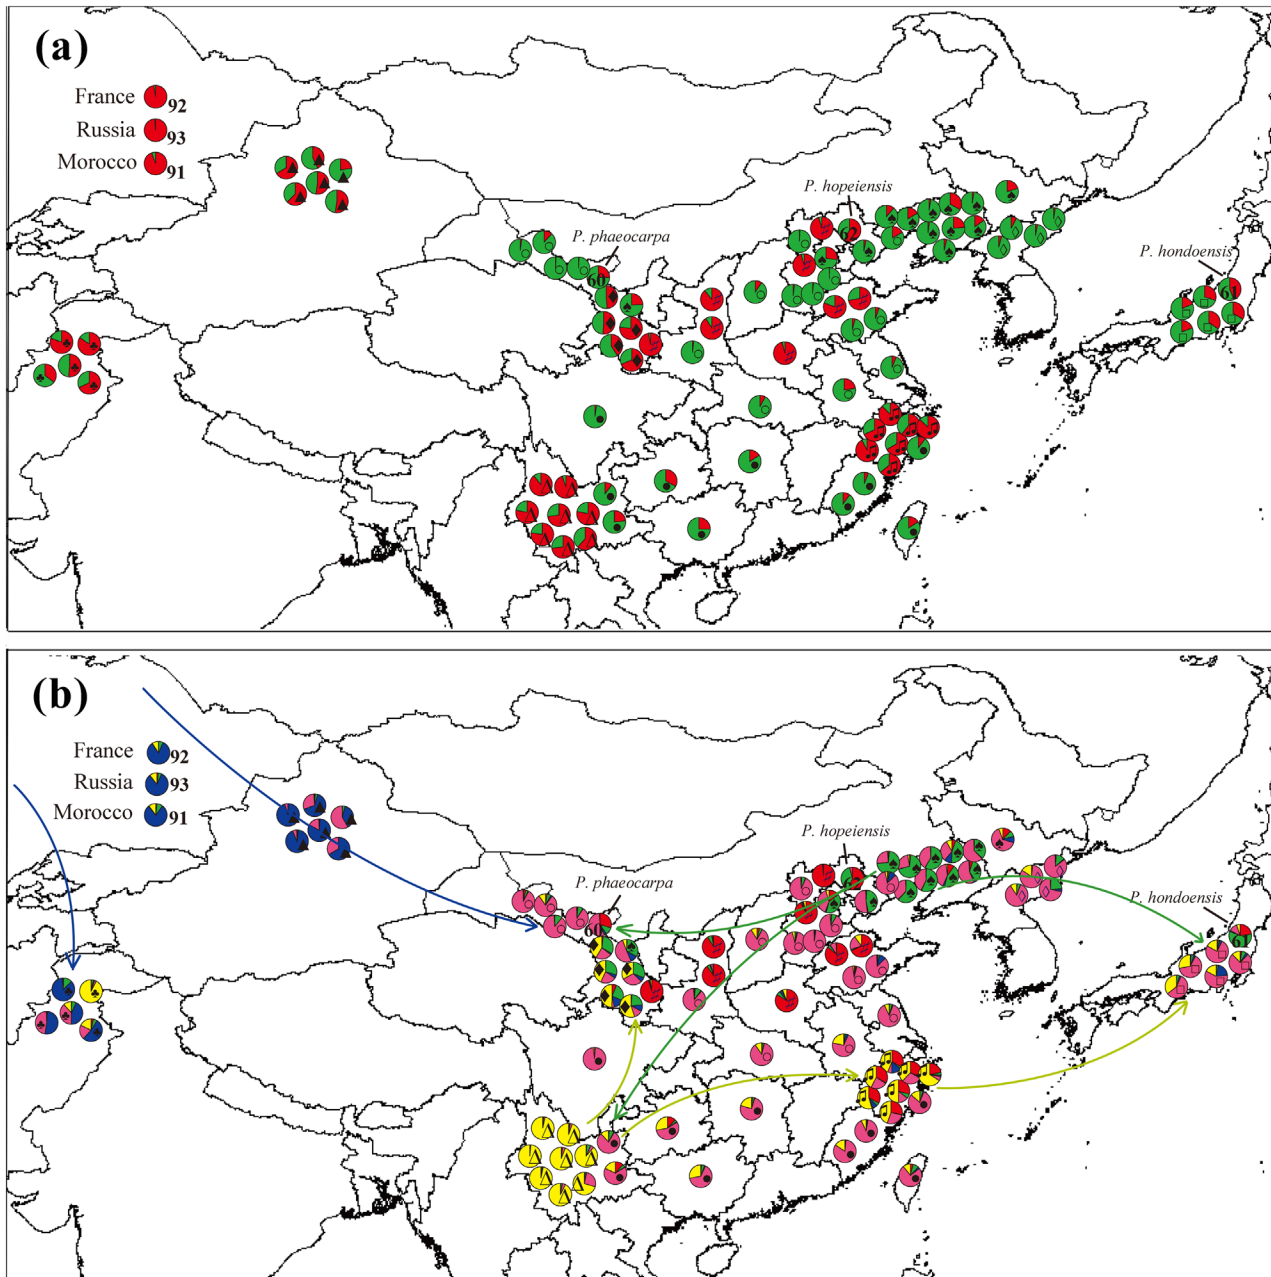 (a)
France 92
Russia 93
Morocco 91
P. hopeiensis
62
P. phaeocarpa
60
P. hondoensis
61
(b)
France 92
Russia 93
Morocco 91
P. hopeiensis
62
P. phaeocarpa
60
P. hondoensis
61